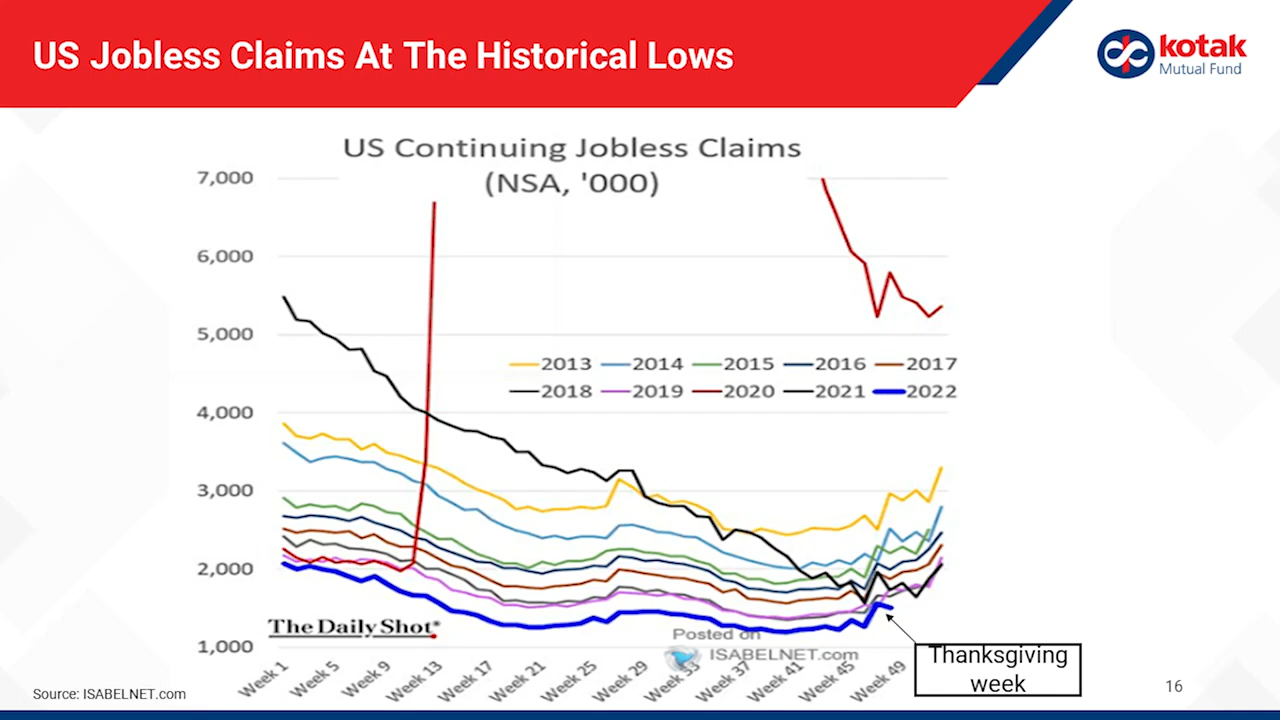 US Jobless Claims At The Historical Lows
kotak
Mutual Fund
US Continuing Jobless Claims
(NSA, '000)
7,000
6,000
5,000
4,000
3,000
2,000
1,000
2013 2014 2015 2016 2017
2018 2019 2020 2021 2022
The Daily Shot
Posted on
ISABELNET.com
Week 1 Week 5 Week 9 Week 13 Week 17 Week 21 Week 25 Week 29 Week 33 Week 37 Week 41 Week 45 Week 49
Thanksgiving
week
Source: ISABELNET.com
16